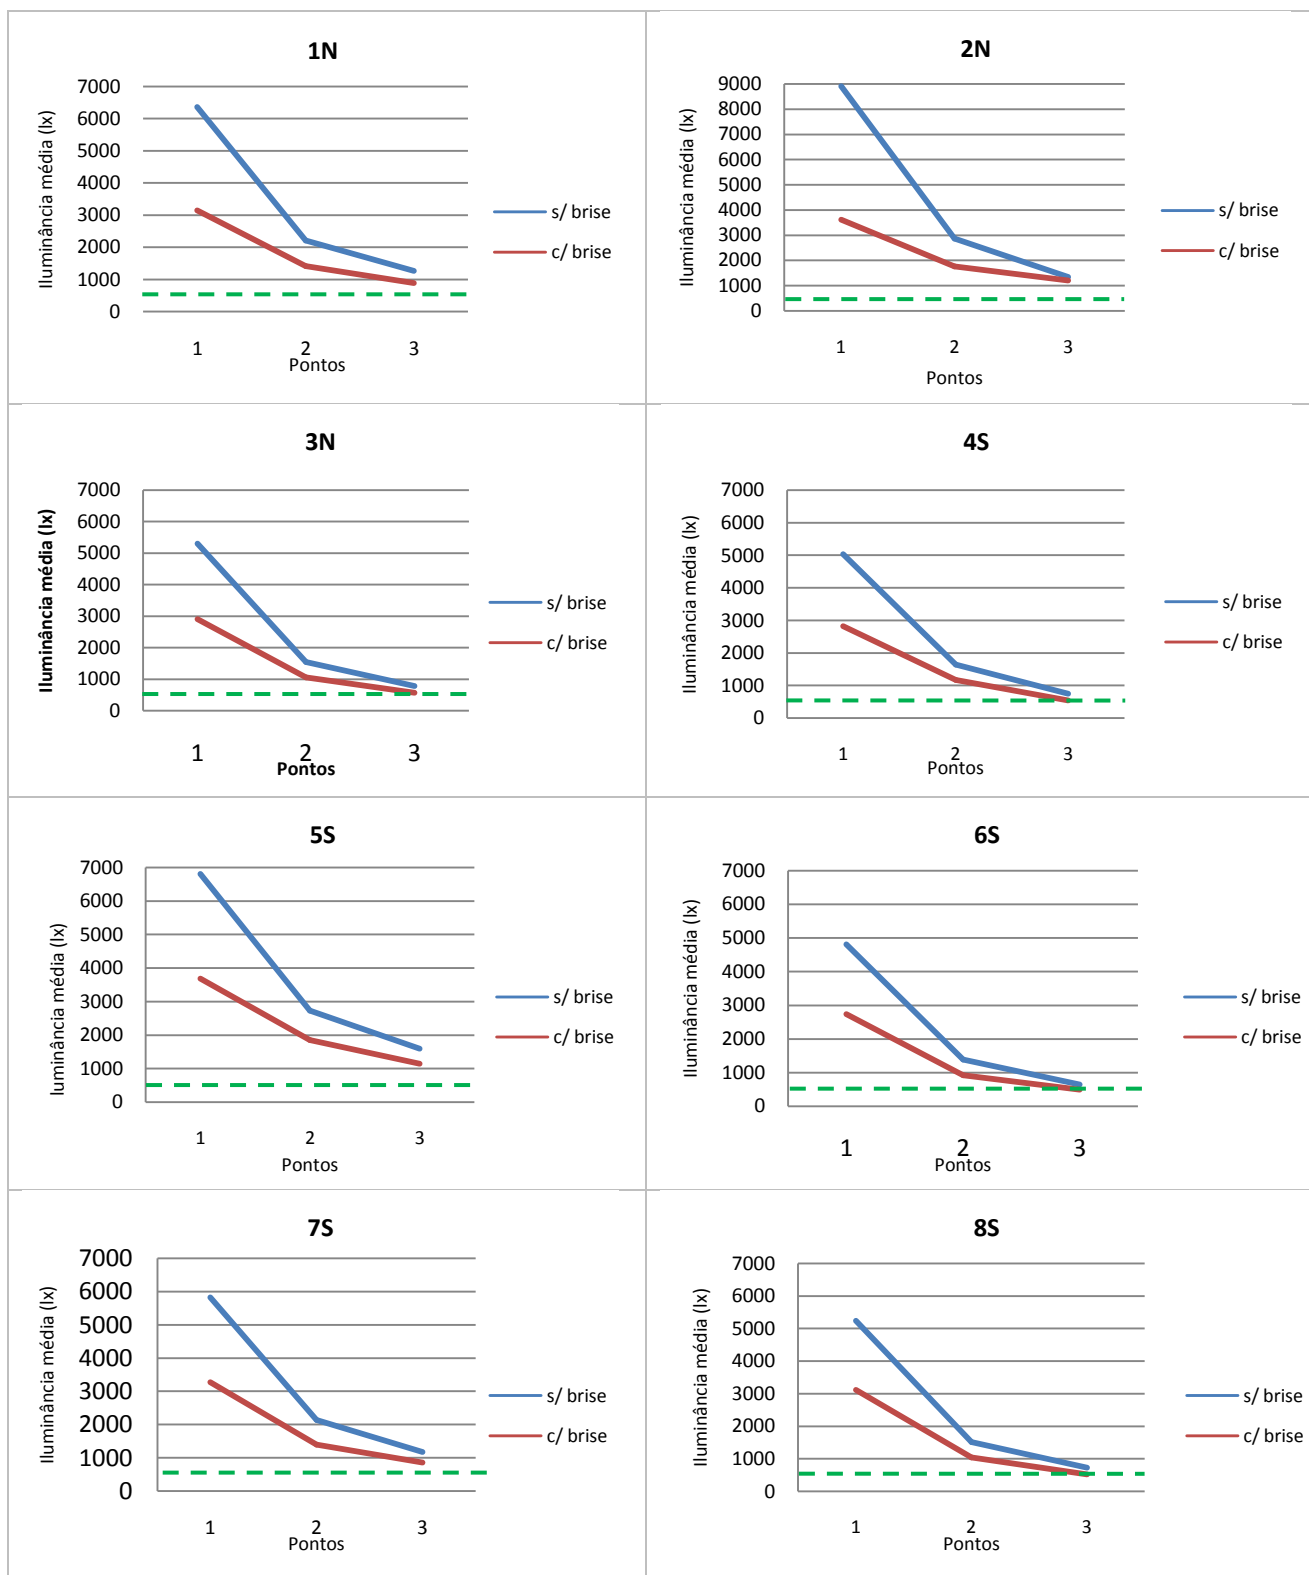 1N
Iluminância média (lx)
7000
6000
5000
4000
3000
2000
1000
0
1 2 3
Pontos
s/ brise
c/ brise
2N
Iluminância média (lx)
9000
8000
7000
6000
5000
4000
3000
2000
1000
0
1 2 3
Pontos
s/ brise
c/ brise
3N
Iluminância média (lx)
7000
6000
5000
4000
3000
2000
1000
0
1 2 3
Pontos
s/ brise
c/ brise
4S
Iluminância média (lx)
7000
6000
5000
4000
3000
2000
1000
0
1 2 3
Pontos
s/ brise
c/ brise
5S
luminância média (lx)
7000
6000
5000
4000
3000
2000
1000
0
1 2 3
Pontos
s/ brise
c/ brise
6S
Iluminância média (lx)
7000
6000
5000
4000
3000
2000
1000
0
1 2 3
Pontos
s/ brise
c/ brise
7S
Iluminância média (lx)
7000
6000
5000
4000
3000
2000
1000
0
1 2 3
Pontos
s/ brise
c/ brise
8S
Iluminância média (lx)
7000
6000
5000
4000
3000
2000
1000
0
1 2 3
Pontos
s/ brise
c/ brise